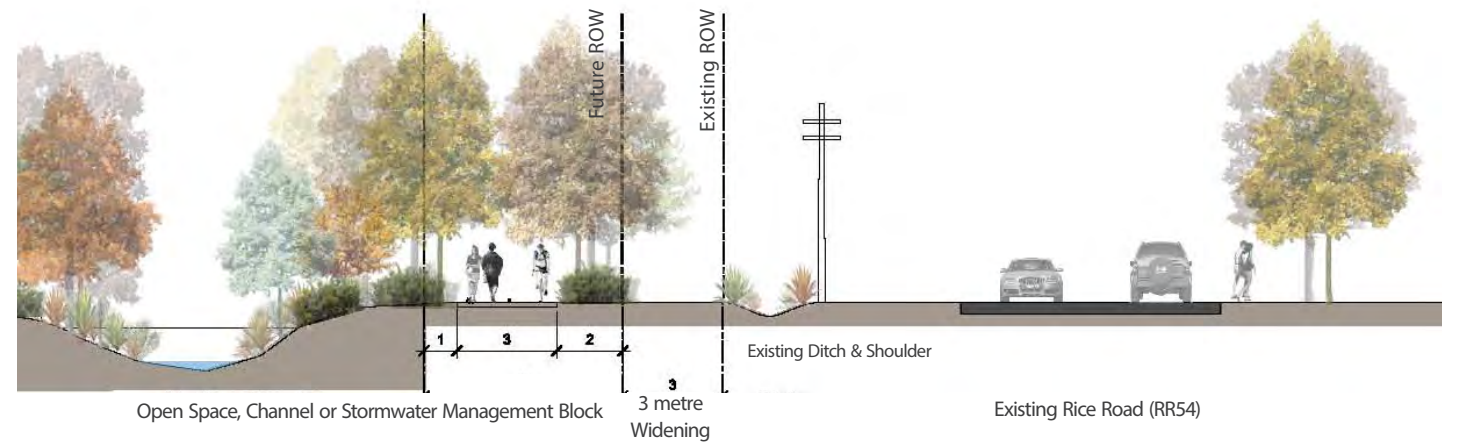 Future ROW
Existing ROW
1
3
2
Existing Ditch & Shoulder
3
Open Space, Channel or Stormwater Management Block
3 metre
Widening
Existing Rice Road (RR54)